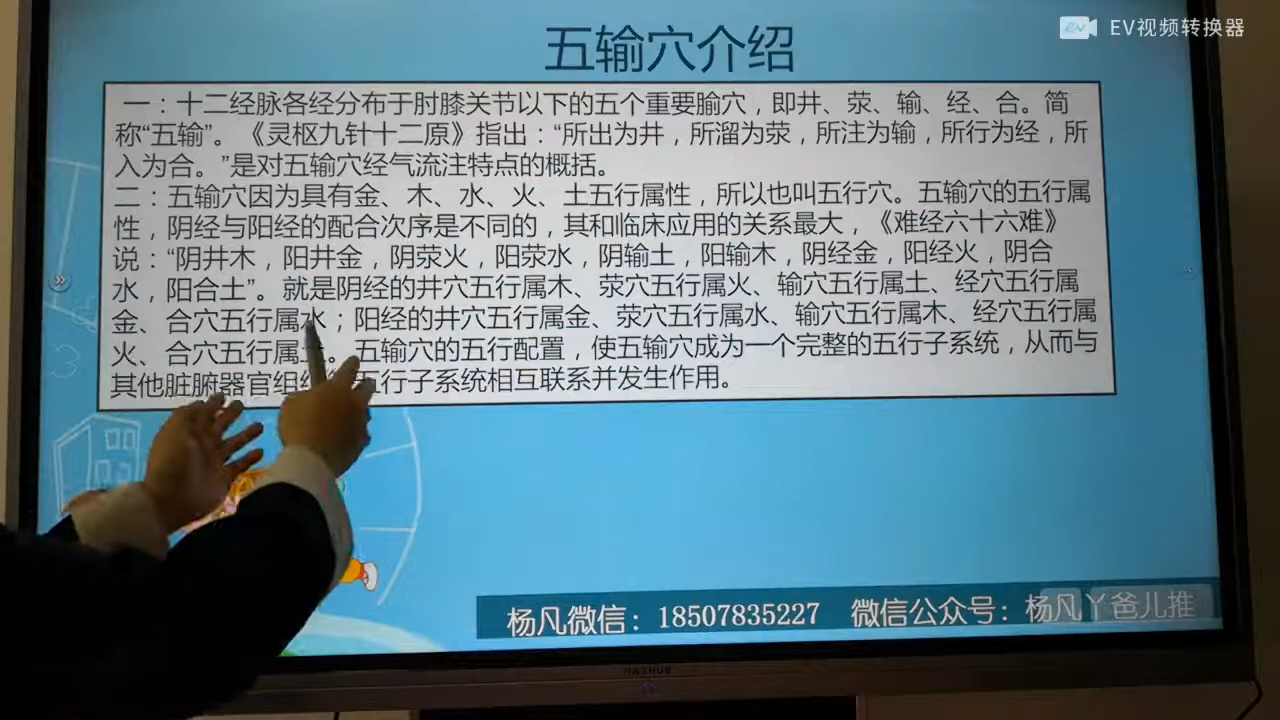 EV视频转换器
五输穴介绍
一：十二经脉各经分布于肘膝关节以下的五个重要腧穴，即井、荥、输、经、合。简
称“五输”。《灵枢九针十二原》指出：“所出为井，所溜为荥，所注为输，所行为经，所
入为合。”是对五输穴经气流注特点的概括。
二：五输穴因为具有金、木、水、火、土五行属性，所以也叫五行穴。五输穴的五行属
性，阴经与阳经的配合次序是不同的，其和临床应用的关系最大，《难经六十六难》
说：“阴井木，阳井金，阴荥火，阳荥水，阴输土，阳输木，阴经金，阳经火，阴合
水，阳合土”。就是阴经的井穴五行属木、荥穴五行属火、输穴五行属土、经穴五行属
金、合穴五行属水；阳经的井穴五行属金、荥穴五行属水、输穴五行属木、经穴五行属
火、合穴五行属。五输穴的五行配置，使五输穴成为一个完整的五行子系统，从而与
其他脏腑器官组织五行子系统相互联系并发生作用。
杨凡微信：18507835227 微信公众号：杨凡丫爸儿推
MAXHUB